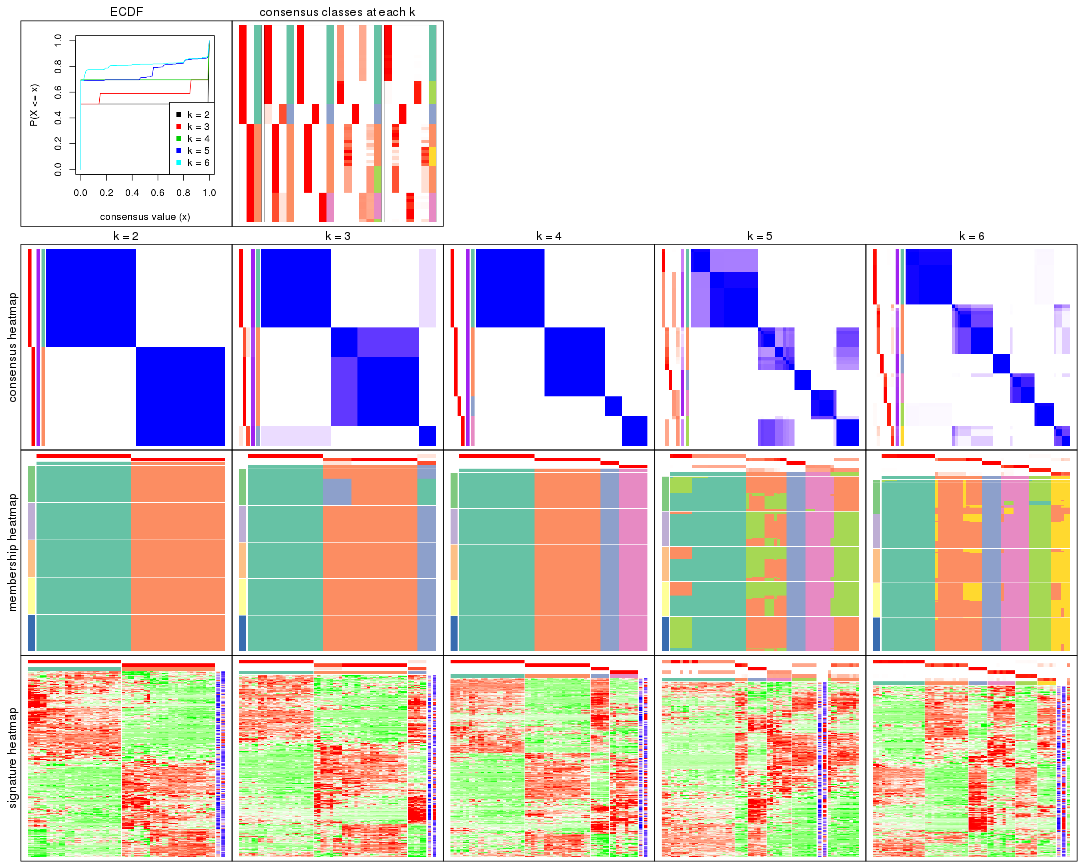 ECDF
consensus classes at each k
P(X <= x)
0.0 0.2 0.4 0.6 0.8 1.0
k = 2
k = 3
k = 4
k = 5
k = 6
0.0 0.2 0.4 0.6 0.8 1.0
consensus value (x)
k = 2 k = 3 k = 4 k = 5 k = 6
consensus heatmap
membership heatmap
signature heatmap